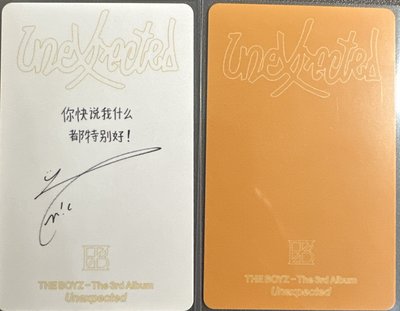 Unexpected
你快说我什么
都特别好！
Eric
THE BOYZ - The 3rd Album
Unexpected
Unexpected
THE BOYZ - The 3rd Album
Unexpected